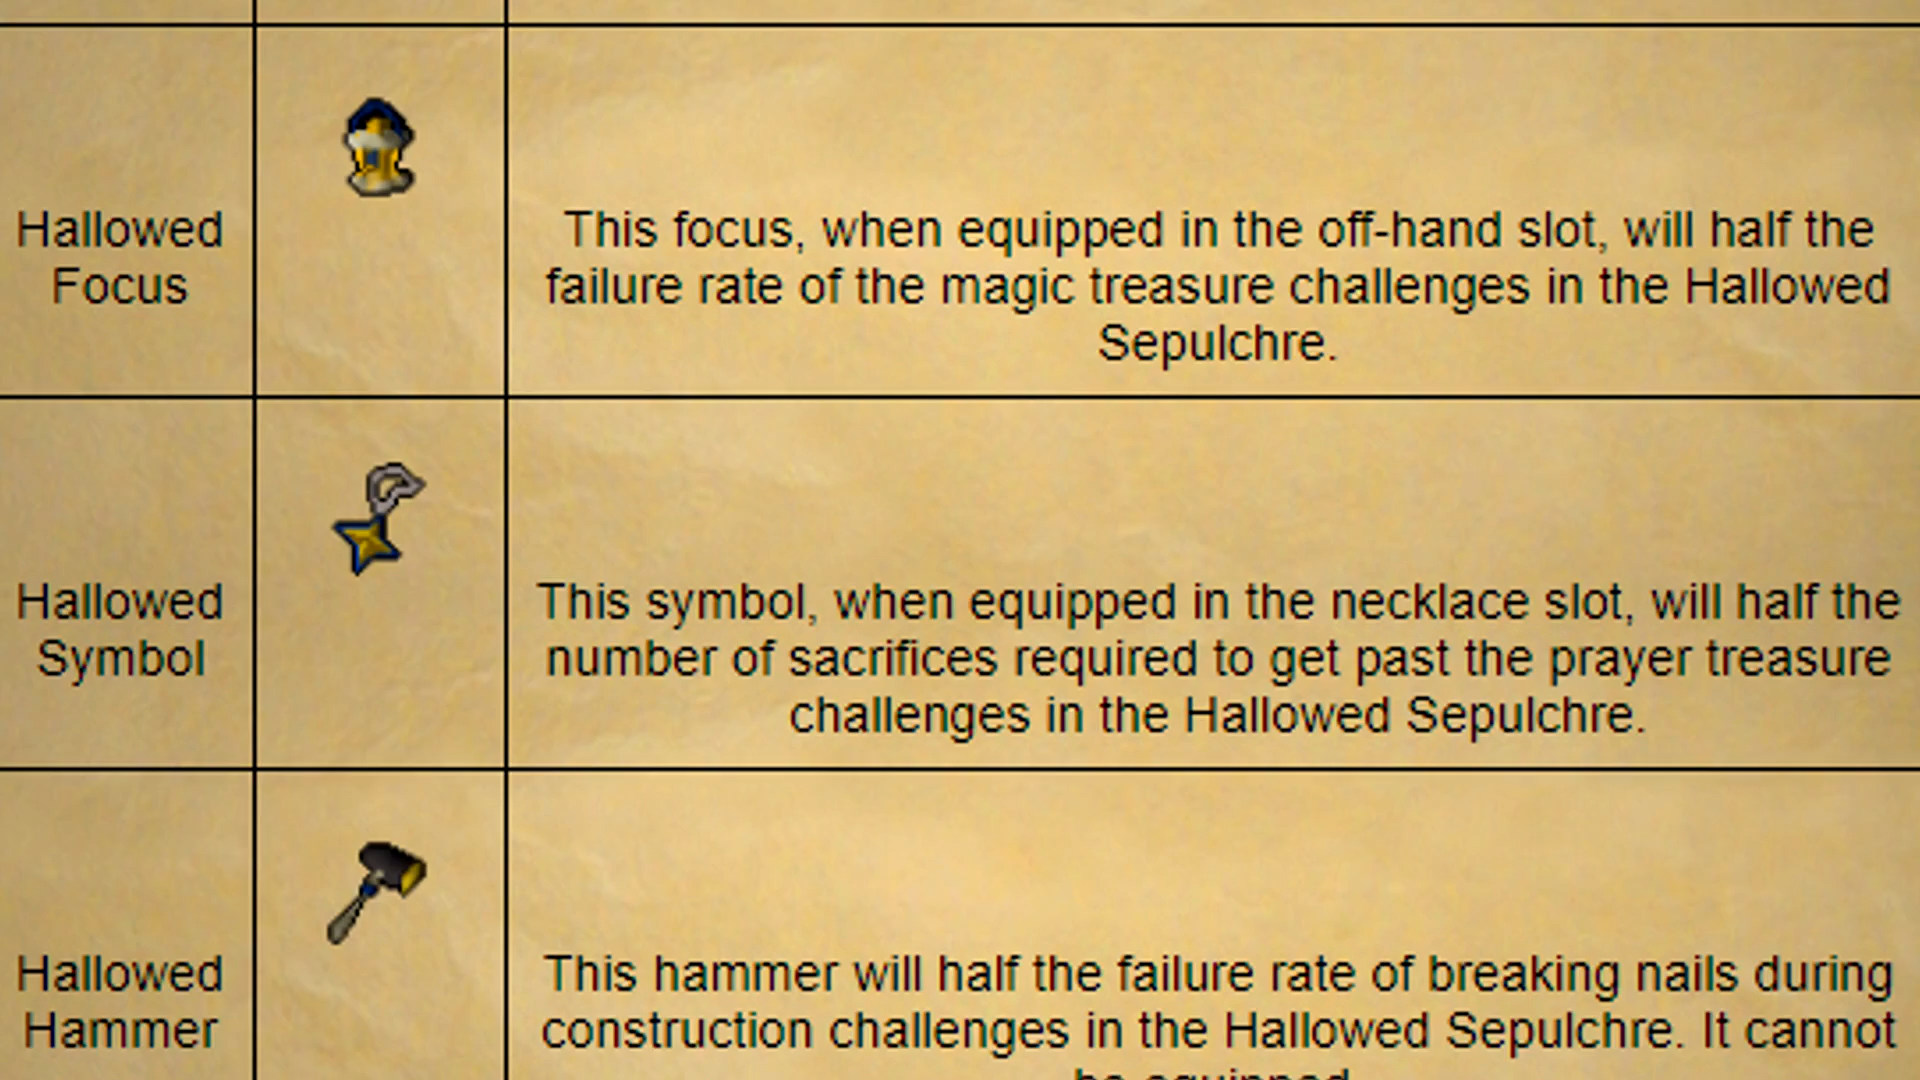 Hallowed
Focus
This focus, when equipped in the off-hand slot, will half the
failure rate of the magic treasure challenges in the Hallowed
Sepulchre.
Hallowed
Symbol
This symbol, when equipped in the necklace slot, will half the
number of sacrifices required to get past the prayer treasure
challenges in the Hallowed Sepulchre.
Hallowed
Hammer
This hammer will half the failure rate of breaking nails during
construction challenges in the Hallowed Sepulchre. It cannot
be equipped